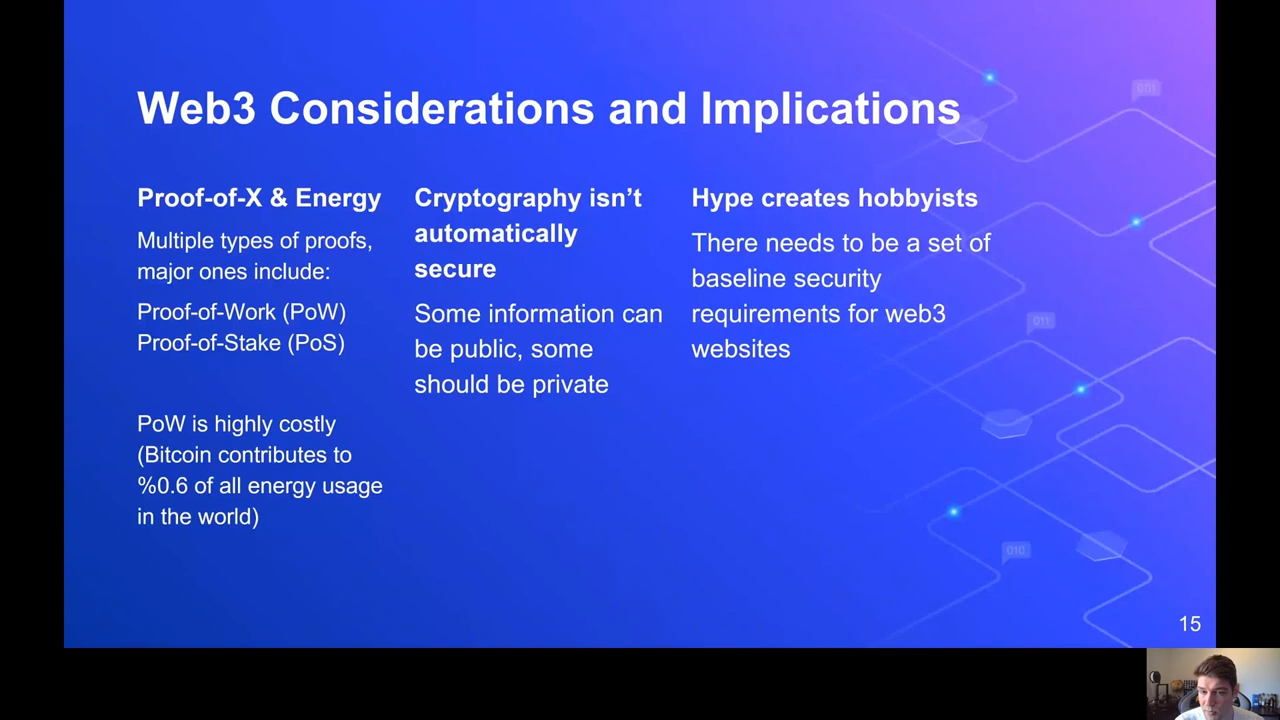 Web3 Considerations and Implications
Proof-of-X & Energy
Multiple types of proofs,
major ones include:
Proof-of-Work (PoW)
Proof-of-Stake (PoS)
PoW is highly costly
(Bitcoin contributes to
%0.6 of all energy usage
in the world)
Cryptography isn’t
automatically
secure
Some information can
be public, some
should be private
Hype creates hobbyists
There needs to be a set of
baseline security
requirements for web3
websites
001
011
010
15